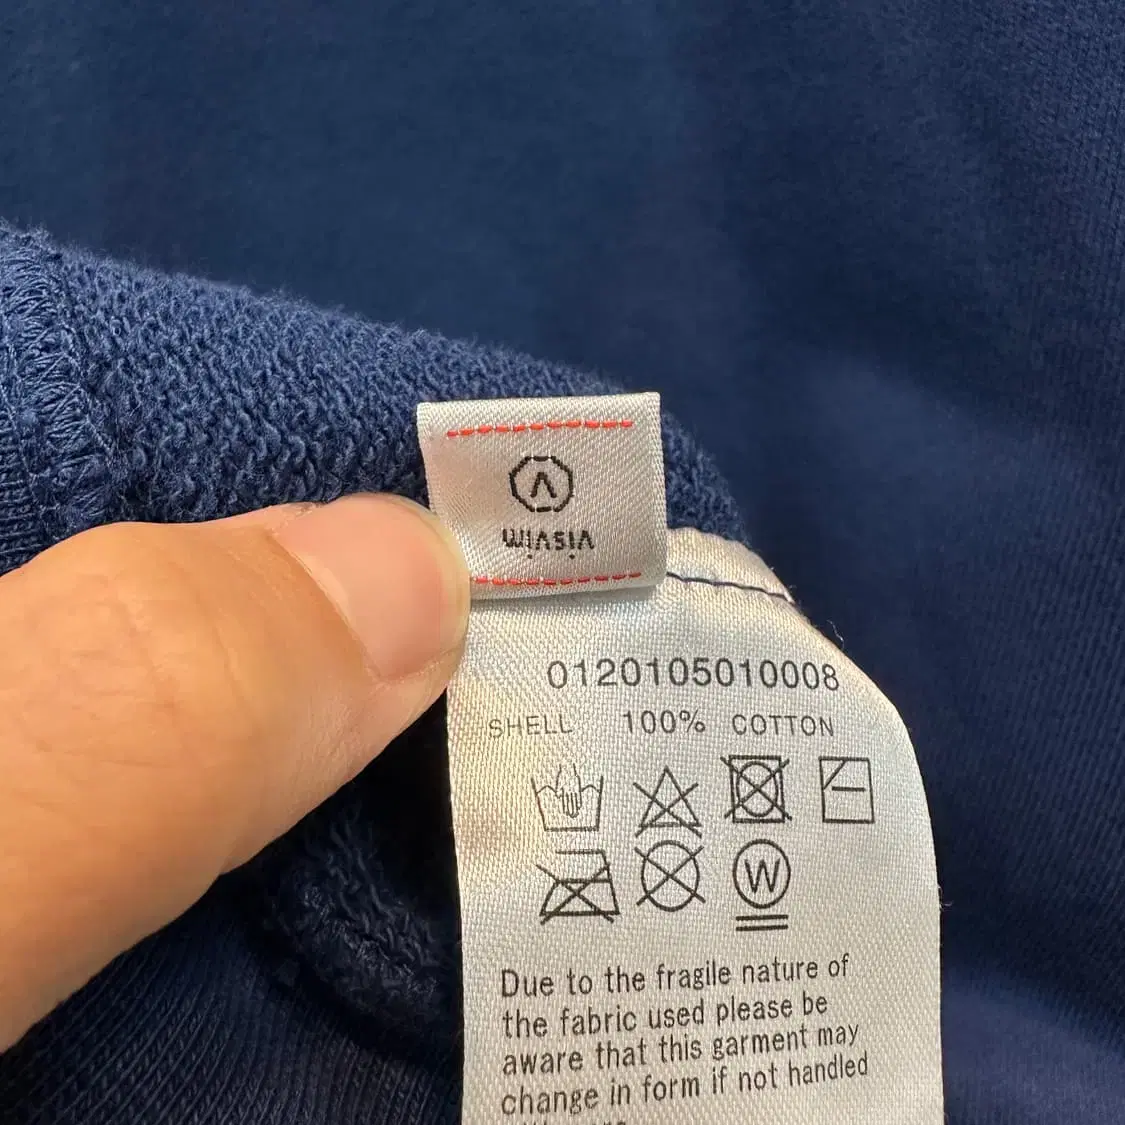 visvim
0120105010008
SHELL 100% COTTON
W
Due to the fragile nature of
the fabric used please be
aware that this garment may
change in form if not handled